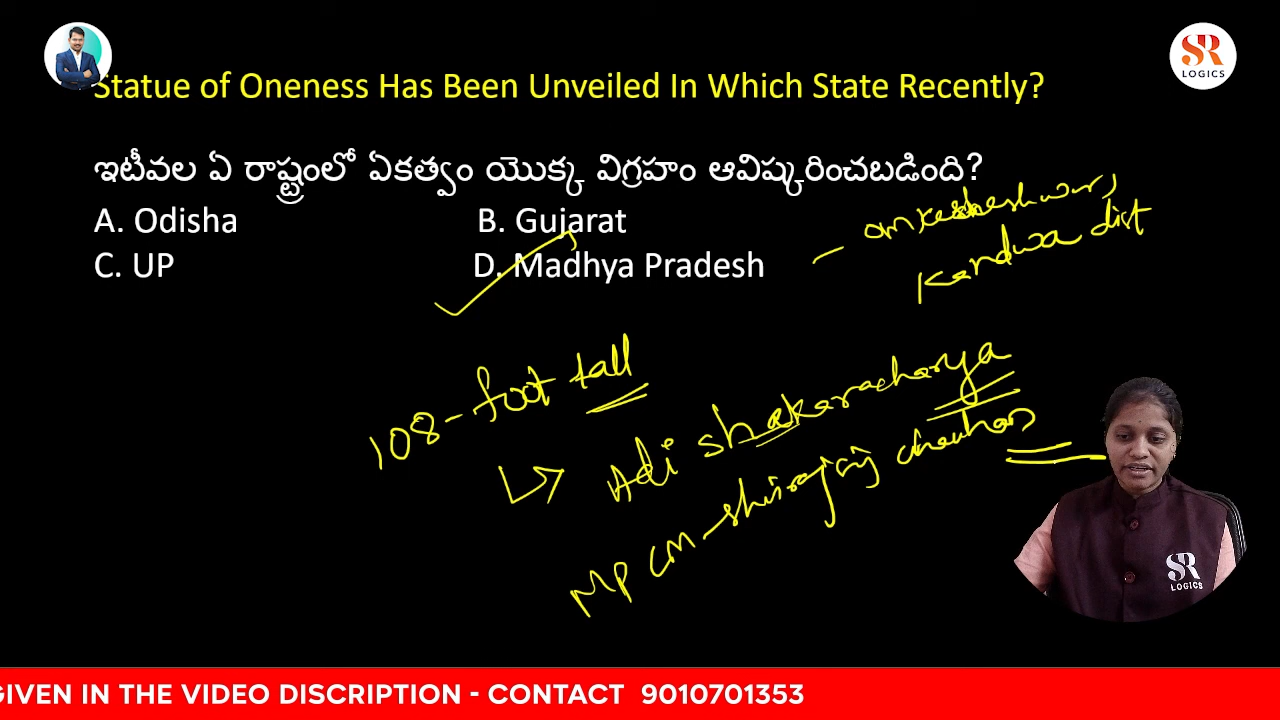 SR
LOGICS
Statue of Oneness Has Been Unveiled In Which State Recently?
ఇటీవల ఏ రాష్ట్రంలో ఏకత్వం యొక్క విగ్రహం ఆవిష్కరించబడింది?
A. Odisha
B. Gujarat
C. UP
D. Madhya Pradesh
Kandwa dist
108-foot tall
Adi shakaracharya
MP CM - chauhan
SR
LOGICS
GIVEN IN THE VIDEO DISCRIPTION - CONTACT 9010701353